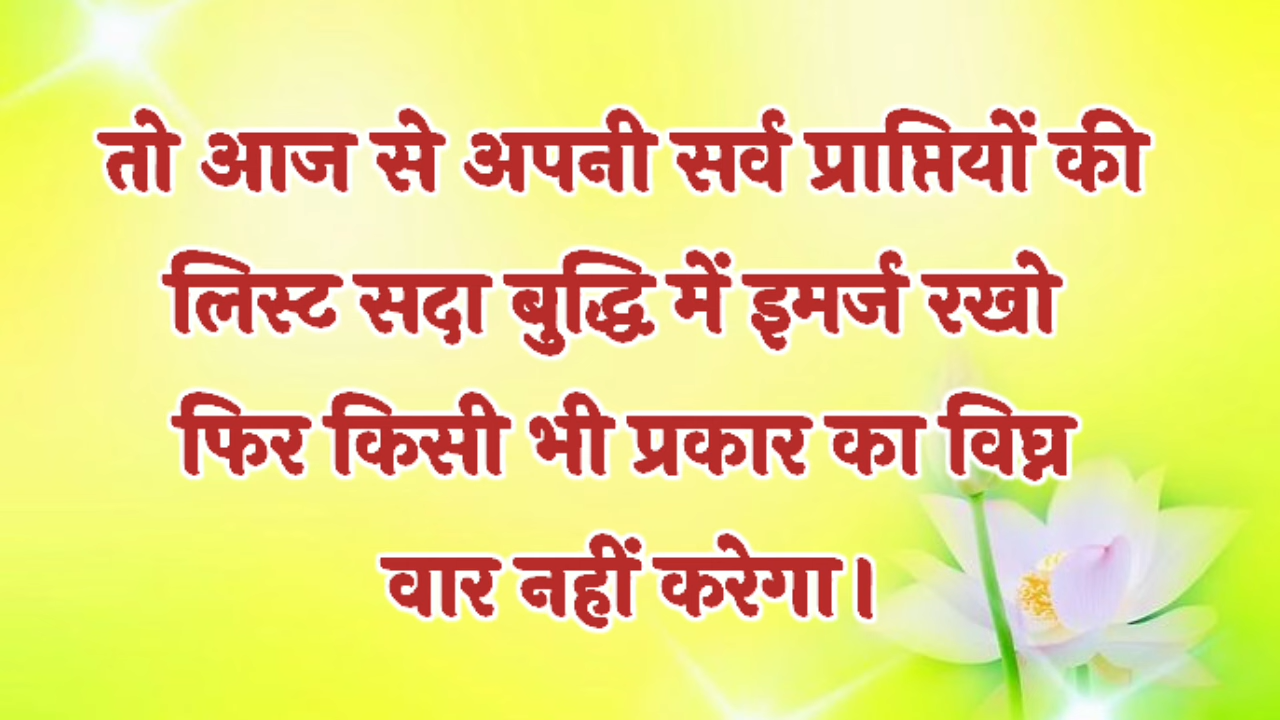 तो आज से अपनी सर्व प्राप्तियों की
लिस्ट सदा बुद्धि में इमर्ज रखो
फिर किसी भी प्रकार का विघ्न
वार नहीं करेगा।